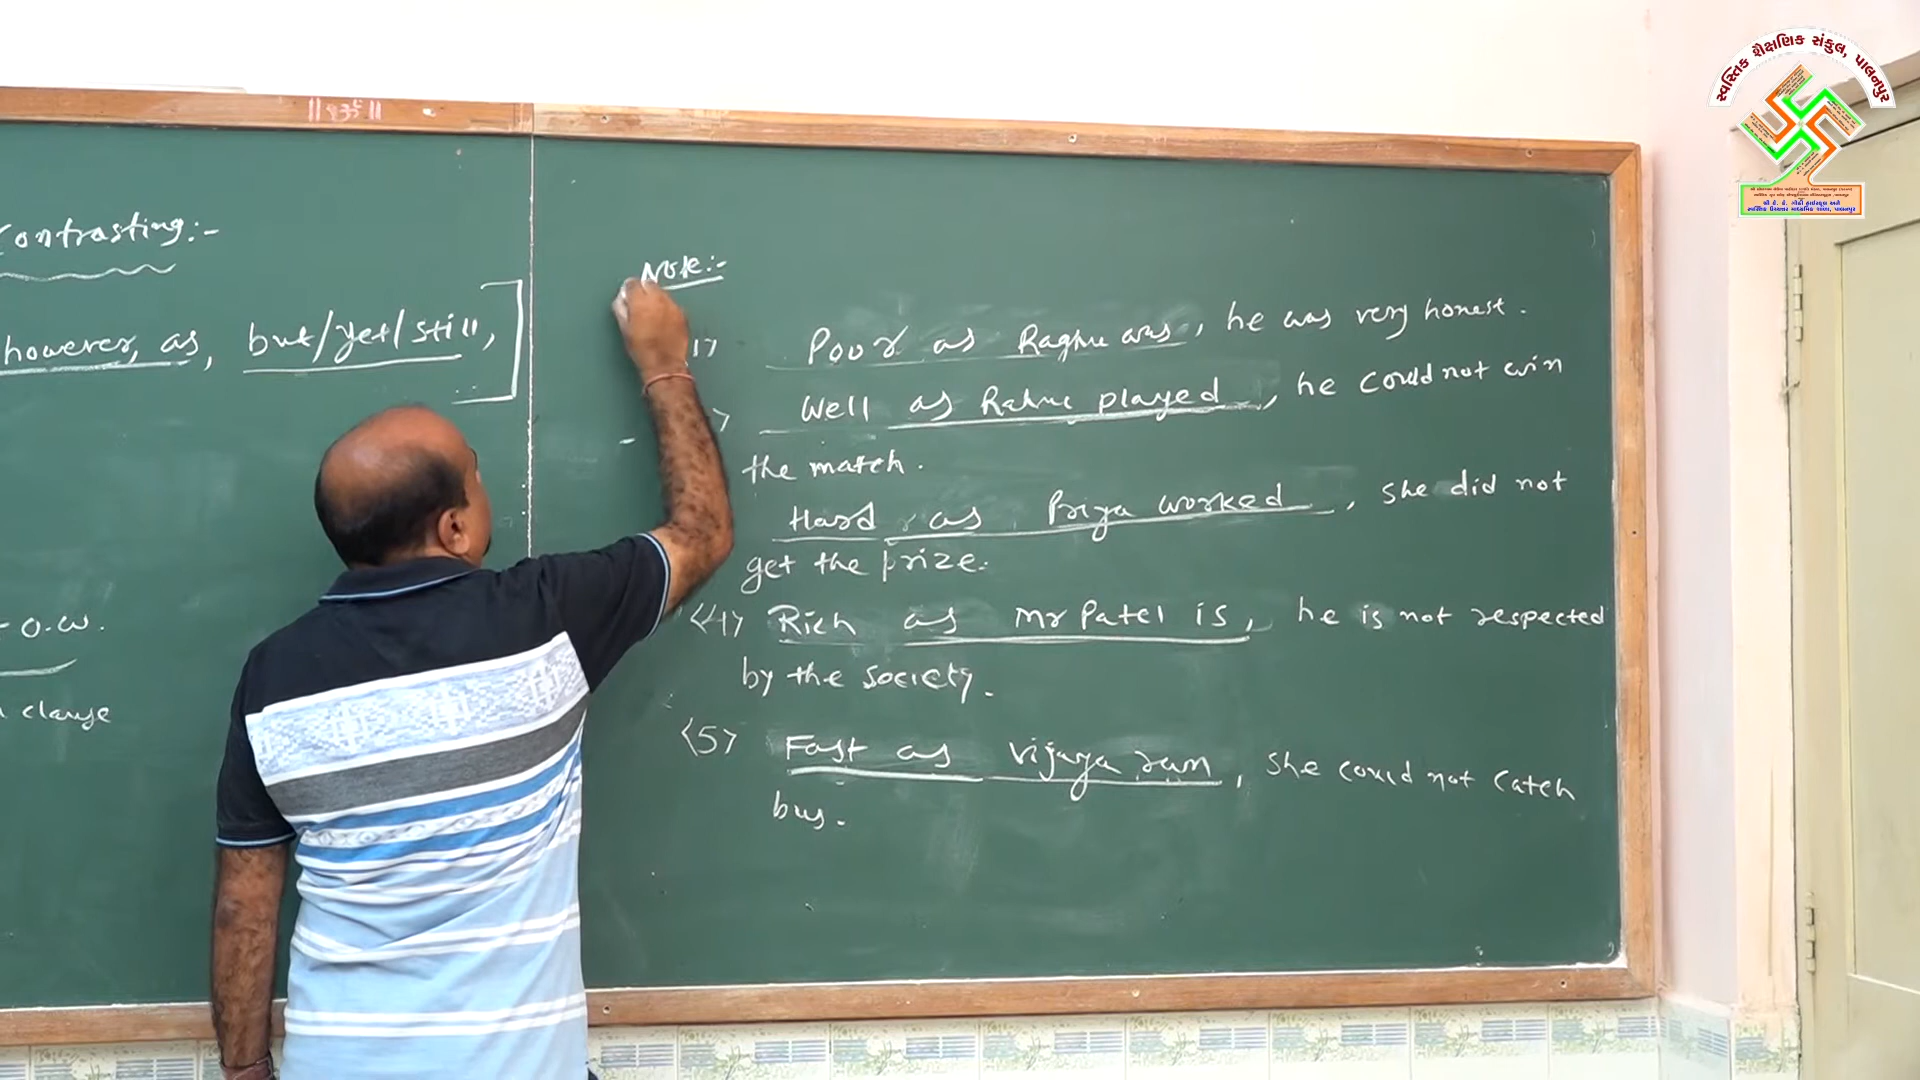 સ્વસ્તિક શૈક્ષણિક સંકુલ, પાલનપુર
Contrasting:-
however, as, but/yet/still,
- O.W.
clause
Note:-
1> Poor as Raghu was, he was very honest.
Well as Rahul played, he could not win
the match.
Hard as Priya worked, she did not
get the prize.
<4> Rich as Mr Patel is, he is not respected
by the society.
<5> Fast as Vijaya ran, she could not catch
bus.